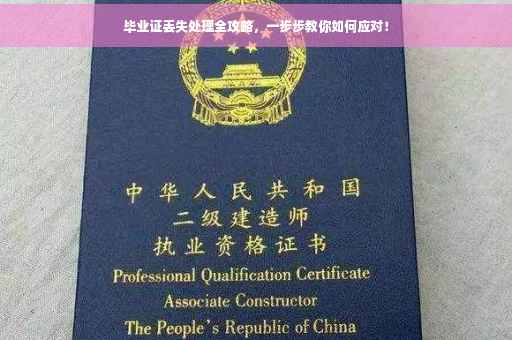 毕业证丢失处理全攻略，一步步教你如何应对！
中华人民共和国
二级建造师
执业资格证书
Professional Qualification Certificate
Associate Constructor
The People's Republic of China